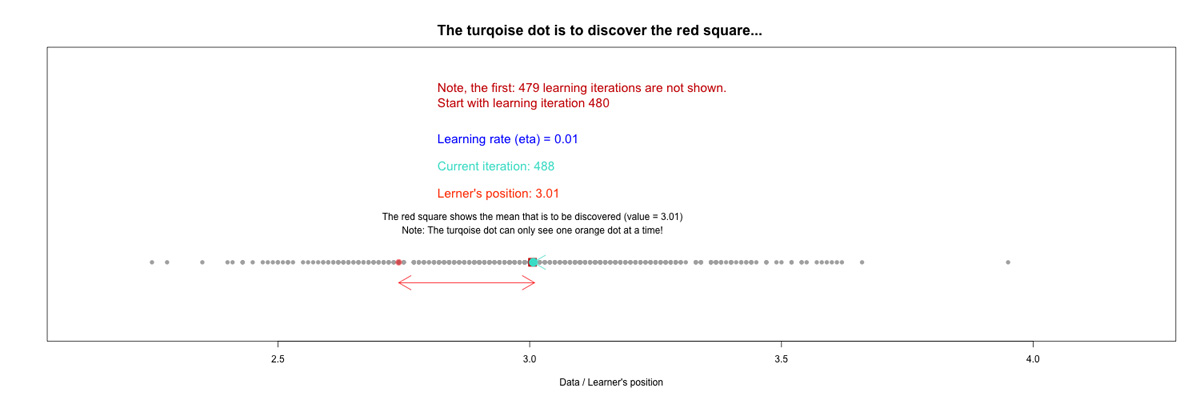 The turqoise dot is to discover the red square...
Note, the first: 479 learning iterations are not shown.
Start with learning iteration 480
Learning rate (eta) = 0.01
Current iteration: 488
Lerner's position: 3.01
The red square shows the mean that is to be discovered (value = 3.01)
Note: The turqoise dot can only see one orange dot at a time!
2.5 3.0 3.5 4.0
Data / Learner's position